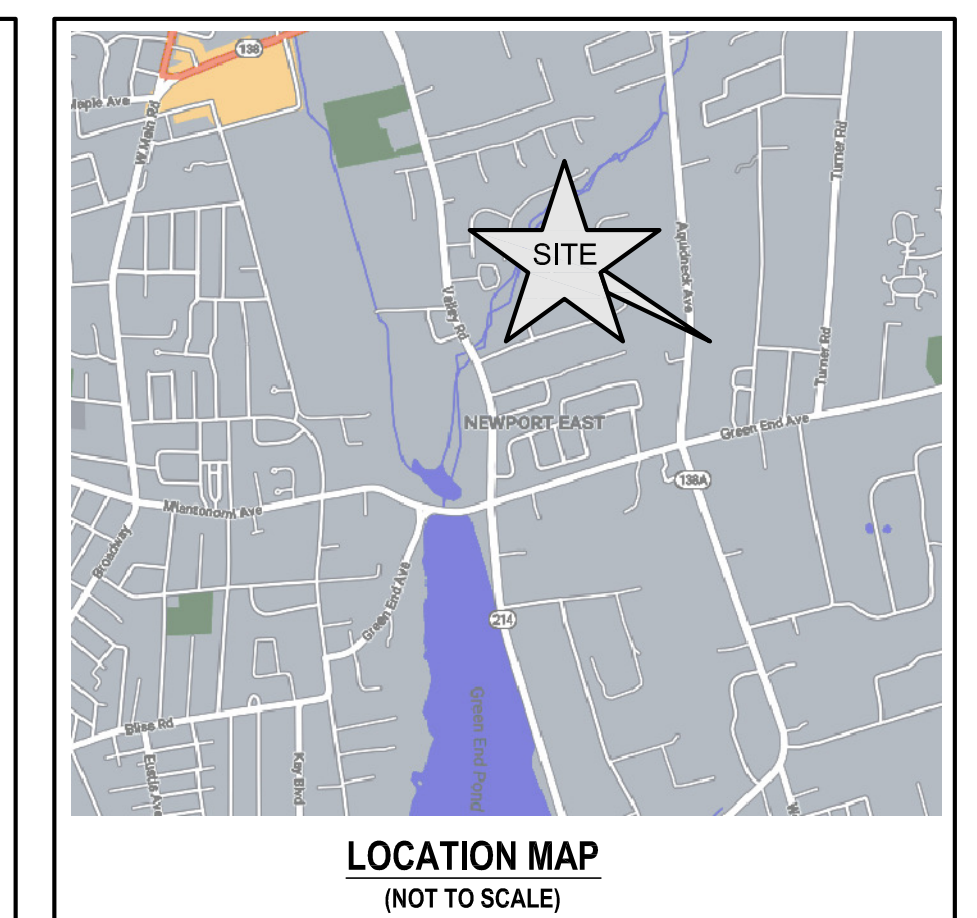 138
Maple Ave
W.Main Rd
Turner Rd
SITE
Aquidneck Ave
Valley Rd
Turner Rd
NEWPORT EAST
Green End Ave
138A
Miantonomi Ave
Broadway
Green End Ave
214
Green End Pond
Bliss Rd
Eustis Ave
Kay Blvd
LOCATION MAP
(NOT TO SCALE)